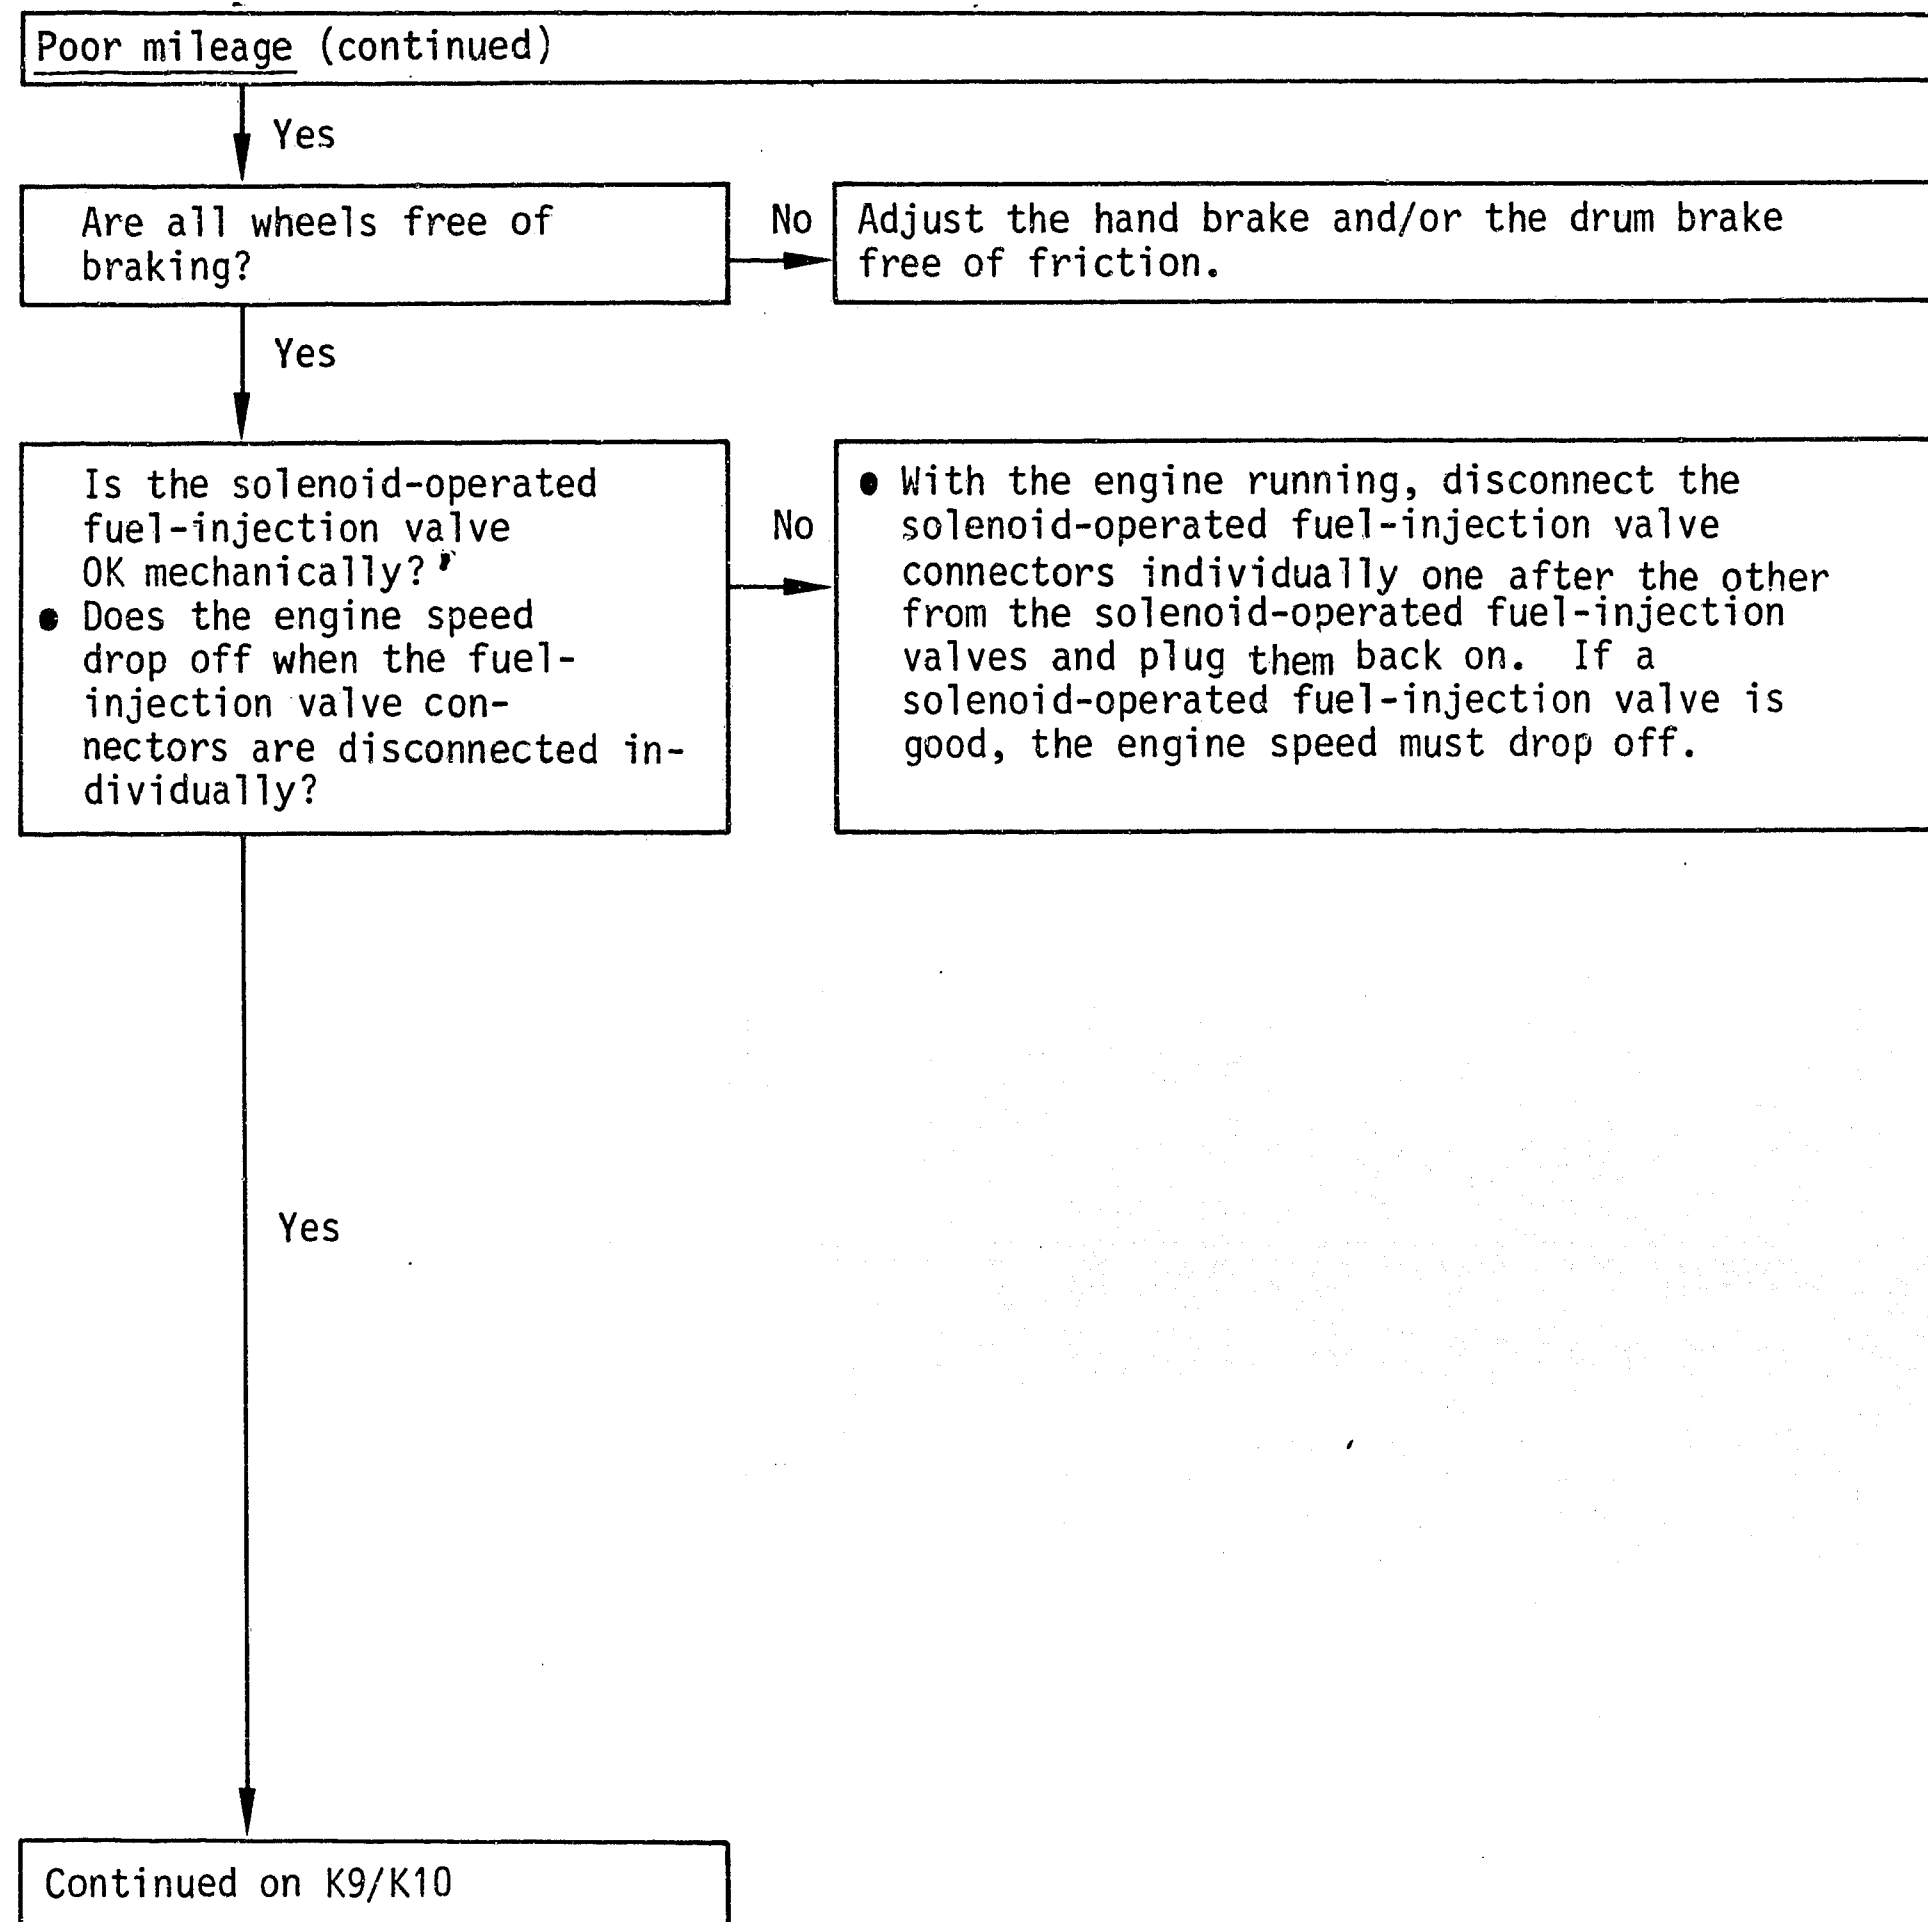 Poor mileage (continued)
Yes
Are all wheels free of
braking?
No
Adjust the hand brake and/or the drum brake
free of friction.
Yes
Is the solenoid-operated
fuel-injection valve
OK mechanically?
● Does the engine speed
drop off when the fuel-
injection valve con-
nectors are disconnected in-
dividually?
No
● With the engine running, disconnect the
solenoid-operated fuel-injection valve
connectors individually one after the other
from the solenoid-operated fuel-injection
valves and plug them back on. If a
solenoid-operated fuel-injection valve is
good, the engine speed must drop off.
Yes
Continued on K9/K10